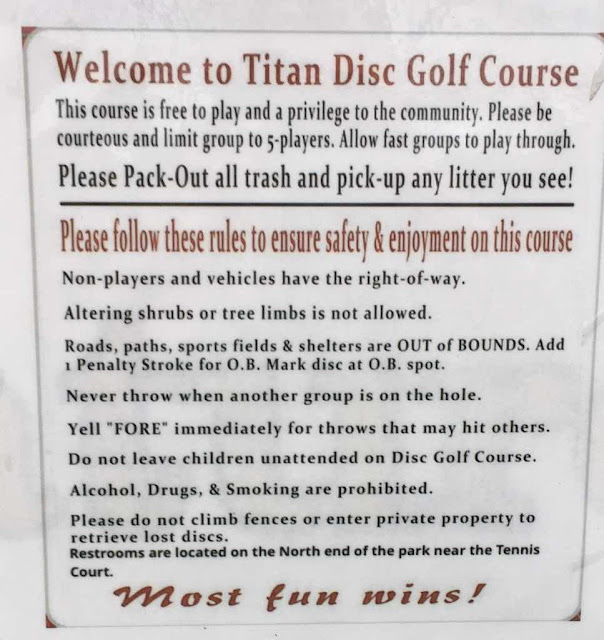 Welcome to Titan Disc Golf Course
This course is free to play and a privilege to the community. Please be
courteous and limit group to 5-players. Allow fast groups to play through.
Please Pack-Out all trash and pick-up any litter you see!
Please follow these rules to ensure safety & enjoyment on this course
Non-players and vehicles have the right-of-way.
Altering shrubs or tree limbs is not allowed.
Roads, paths, sports fields & shelters are OUT of BOUNDS. Add
1 Penalty Stroke for O.B. Mark disc at O.B. spot.
Never throw when another group is on the hole.
Yell "FORE" immediately for throws that may hit others.
Do not leave children unattended on Disc Golf Course.
Alcohol, Drugs, & Smoking are prohibited.
Please do not climb fences or enter private property to
retrieve lost discs.
Restrooms are located on the North end of the park near the Tennis
Court.
Most fun wins!